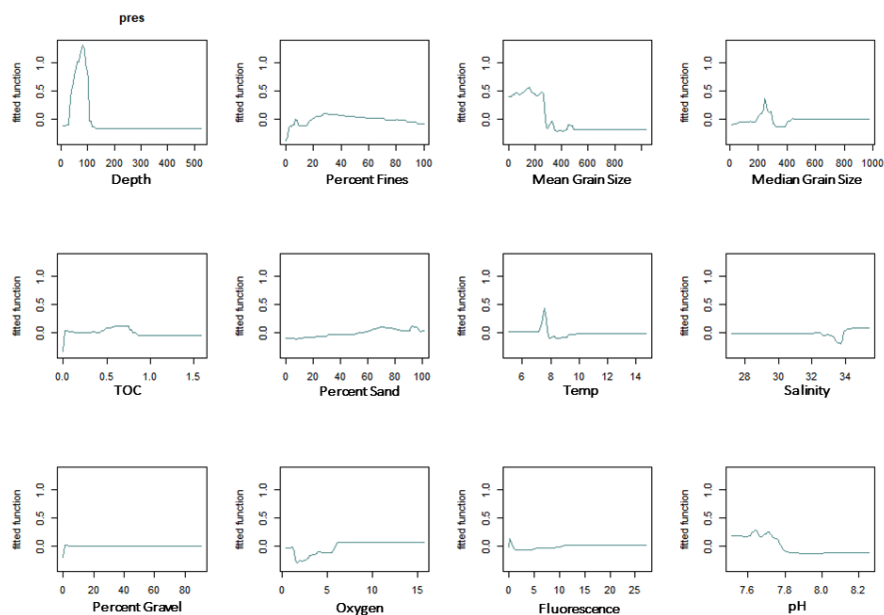 pres
fitted function
0.0 0.5 1.0
0 100 200 300 400 500
Depth
fitted function
0.0 0.5 1.0
0 20 40 60 80 100
Percent Fines
fitted function
0.0 0.5 1.0
0 200 400 600 800
Mean Grain Size
fitted function
0.0 0.5 1.0
0 200 400 600 800 1000
Median Grain Size
fitted function
0.0 0.5 1.0
0.0 0.5 1.0 1.5
TOC
fitted function
0.0 0.5 1.0
0 20 40 60 80 100
Percent Sand
fitted function
0.0 0.5 1.0
6 8 10 12 14
Temp
fitted function
0.0 0.5 1.0
28 30 32 34
Salinity
fitted function
0.0 0.5 1.0
0 20 40 60 80
Percent Gravel
fitted function
0.0 0.5 1.0
0 5 10 15
Oxygen
fitted function
0.0 0.5 1.0
0 5 10 15 20 25
Fluorescence
fitted function
0.0 0.5 1.0
7.6 7.8 8.0 8.2
pH